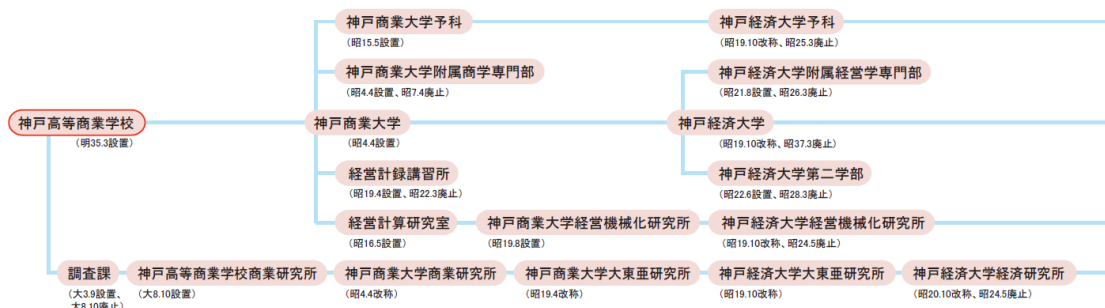 神戸商業大学予科
(昭15.5設置)
神戸経済大学予科
(昭19.10改称、昭25.3廃止)
神戸商業大学附属商学専門部
(昭4.4設置、昭7.4廃止)
神戸経済大学附属経営学専門部
(昭21.8設置、昭26.3廃止)
神戸高等商業学校
(明35.3設置)
神戸商業大学
(昭4.4設置)
神戸経済大学
(昭19.10改称、昭37.3廃止)
経営計録講習所
(昭19.4設置、昭22.3廃止)
神戸経済大学第二学部
(昭22.6設置、昭28.3廃止)
経営計算研究室
(昭16.5設置)
神戸商業大学経営機械化研究所
(昭19.8設置)
神戸経済大学経営機械化研究所
(昭19.10改称、昭24.5廃止)
調査課
(大3.9設置、
大8.10廃止)
神戸高等商業学校商業研究所
(大8.10設置)
神戸商業大学商業研究所
(昭4.4改称)
神戸商業大学大東亜研究所
(昭19.4改称)
神戸経済大学大東亜研究所
(昭19.10改称)
神戸経済大学経済研究所
(昭20.10改称、昭24.5廃止)